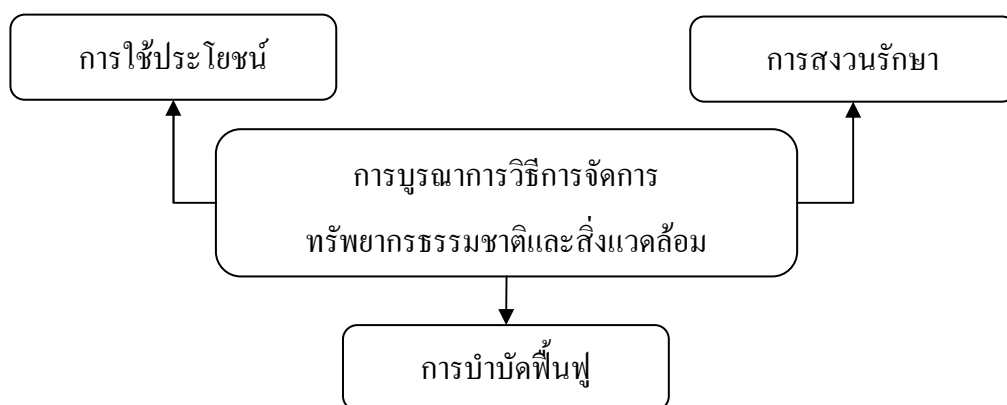 การใช้ประโยชน์
การสงวนรักษา
การบูรณาการวิธีการจัดการ
ทรัพยากรธรรมชาติและสิ่งแวดล้อม
การบำบัดฟื้นฟู